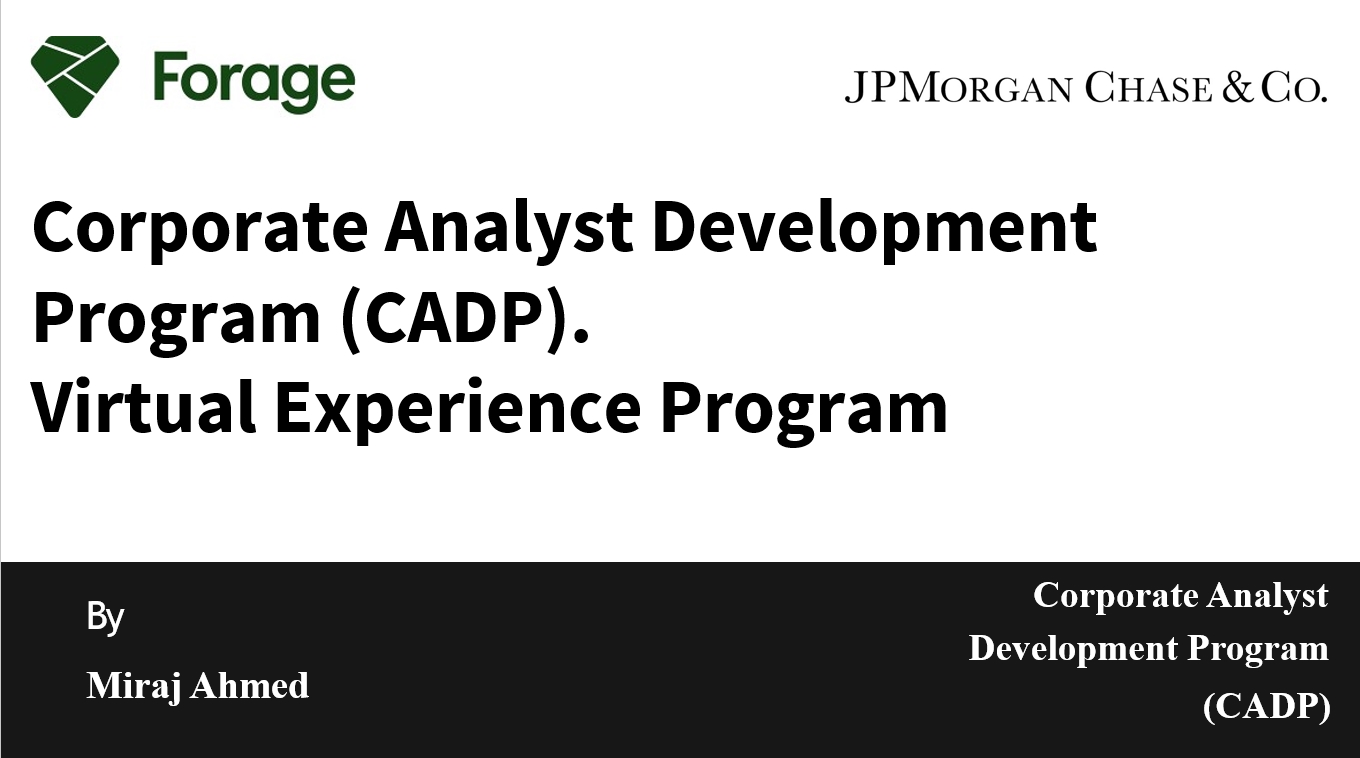 Forage
JPMORGAN CHASE & CO.
Corporate Analyst Development
Program (CADP).
Virtual Experience Program
By
Miraj Ahmed
Corporate Analyst
Development Program
(CADP)